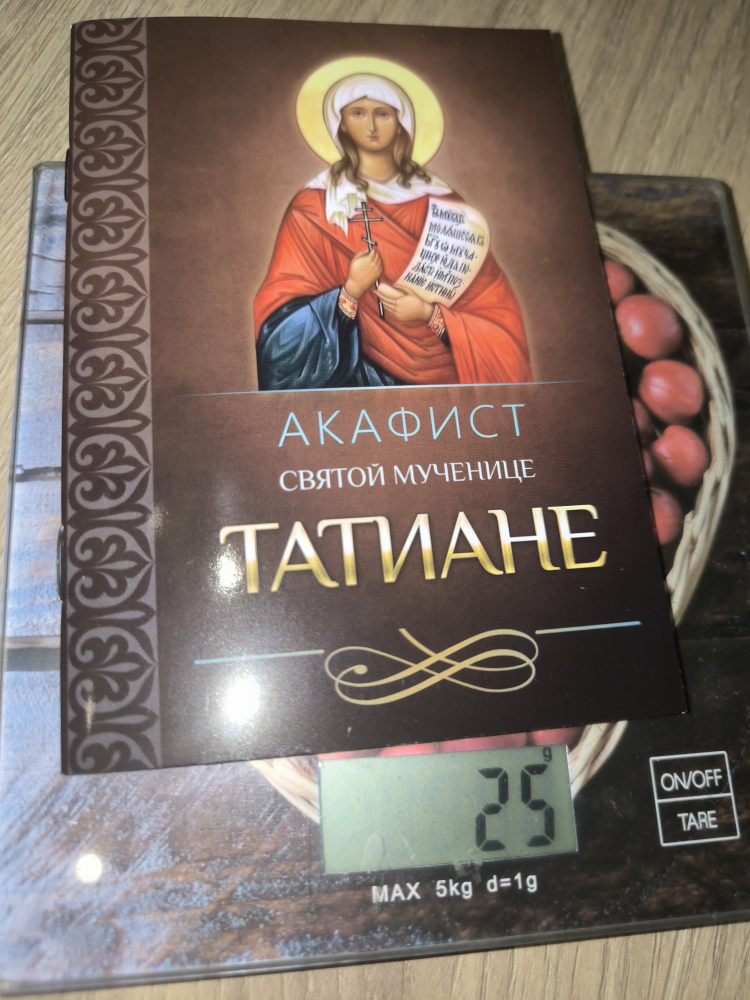 АКАФИСТ
СВЯТОЙ МУЧЕНИЦЕ
ТАТИАНЕ
25 g
ON/OFF
TARE
MAX 5kg d=1g